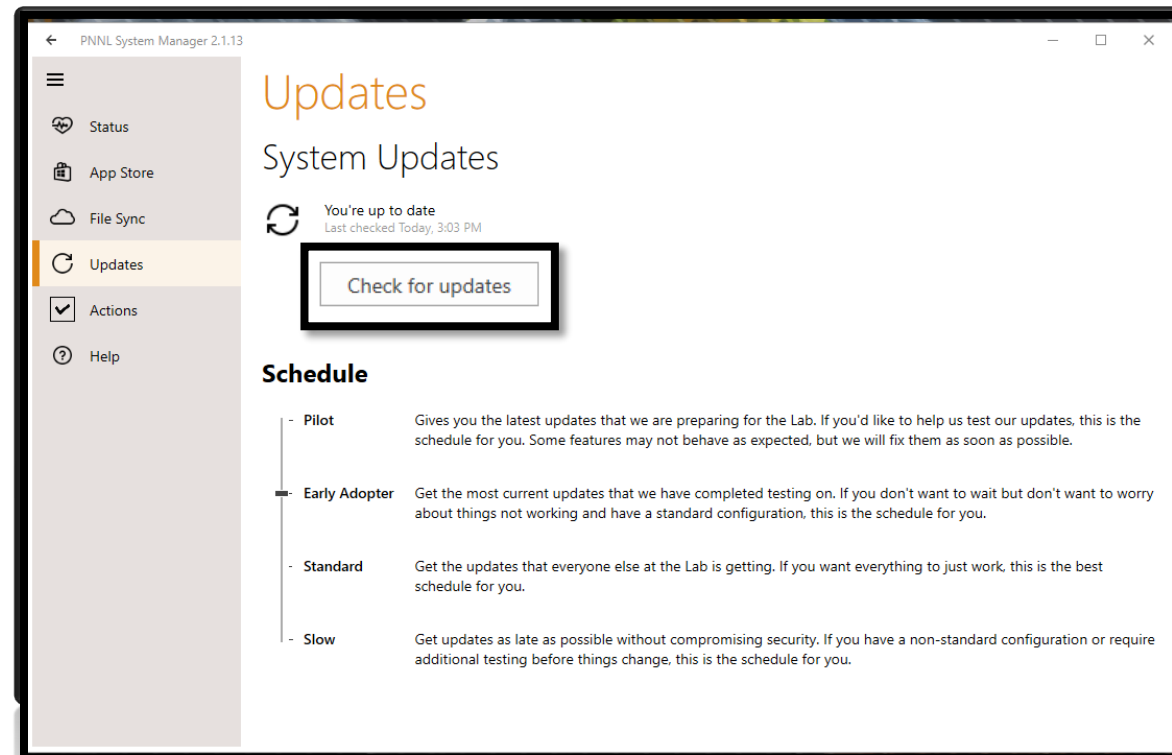 PNNL System Manager 2.1.13
Status
App Store
File Sync
Updates
Actions
Help
Updates
System Updates
You're up to date
Last checked Today, 3:03 PM
Check for updates
Schedule
Pilot
Gives you the latest updates that we are preparing for the Lab. If you'd like to help us test our updates, this is the
schedule for you. Some features may not behave as expected, but we will fix them as soon as possible.
Early Adopter
Get the most current updates that we have completed testing on. If you don't want to wait but don't want to worry
about things not working and have a standard configuration, this is the schedule for you.
Standard
Get the updates that everyone else at the Lab is getting. If you want everything to just work, this is the best
schedule for you.
Slow
Get updates as late as possible without compromising security. If you have a non-standard configuration or require
additional testing before things change, this is the schedule for you.